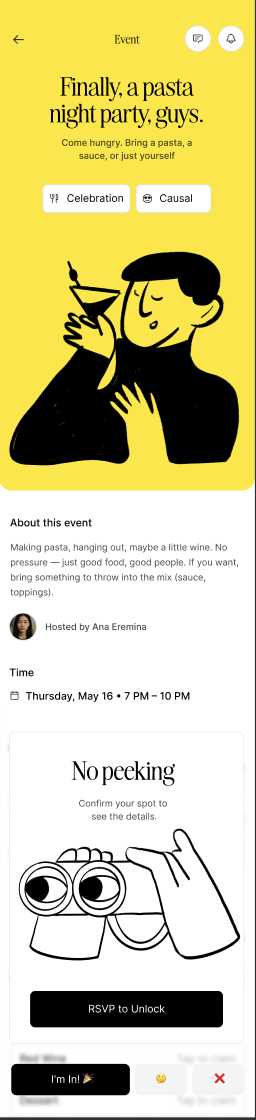 Event
Finally, a pasta
night party, guys.
Come hungry. Bring a pasta, a
sauce, or just yourself
Celebration
Causal
About this event
Making pasta, hanging out, maybe a little wine. No
pressure — just good food, good people. If you want,
bring something to throw into the mix (sauce,
toppings).
Hosted by Ana Eremina
Time
Thursday, May 16 • 7 PM – 10 PM
No peeking
Confirm your spot to
see the details.
RSVP to Unlock
Red Wine Tap to claim
I'm In! 🎉 🤔 ❌
Dessert